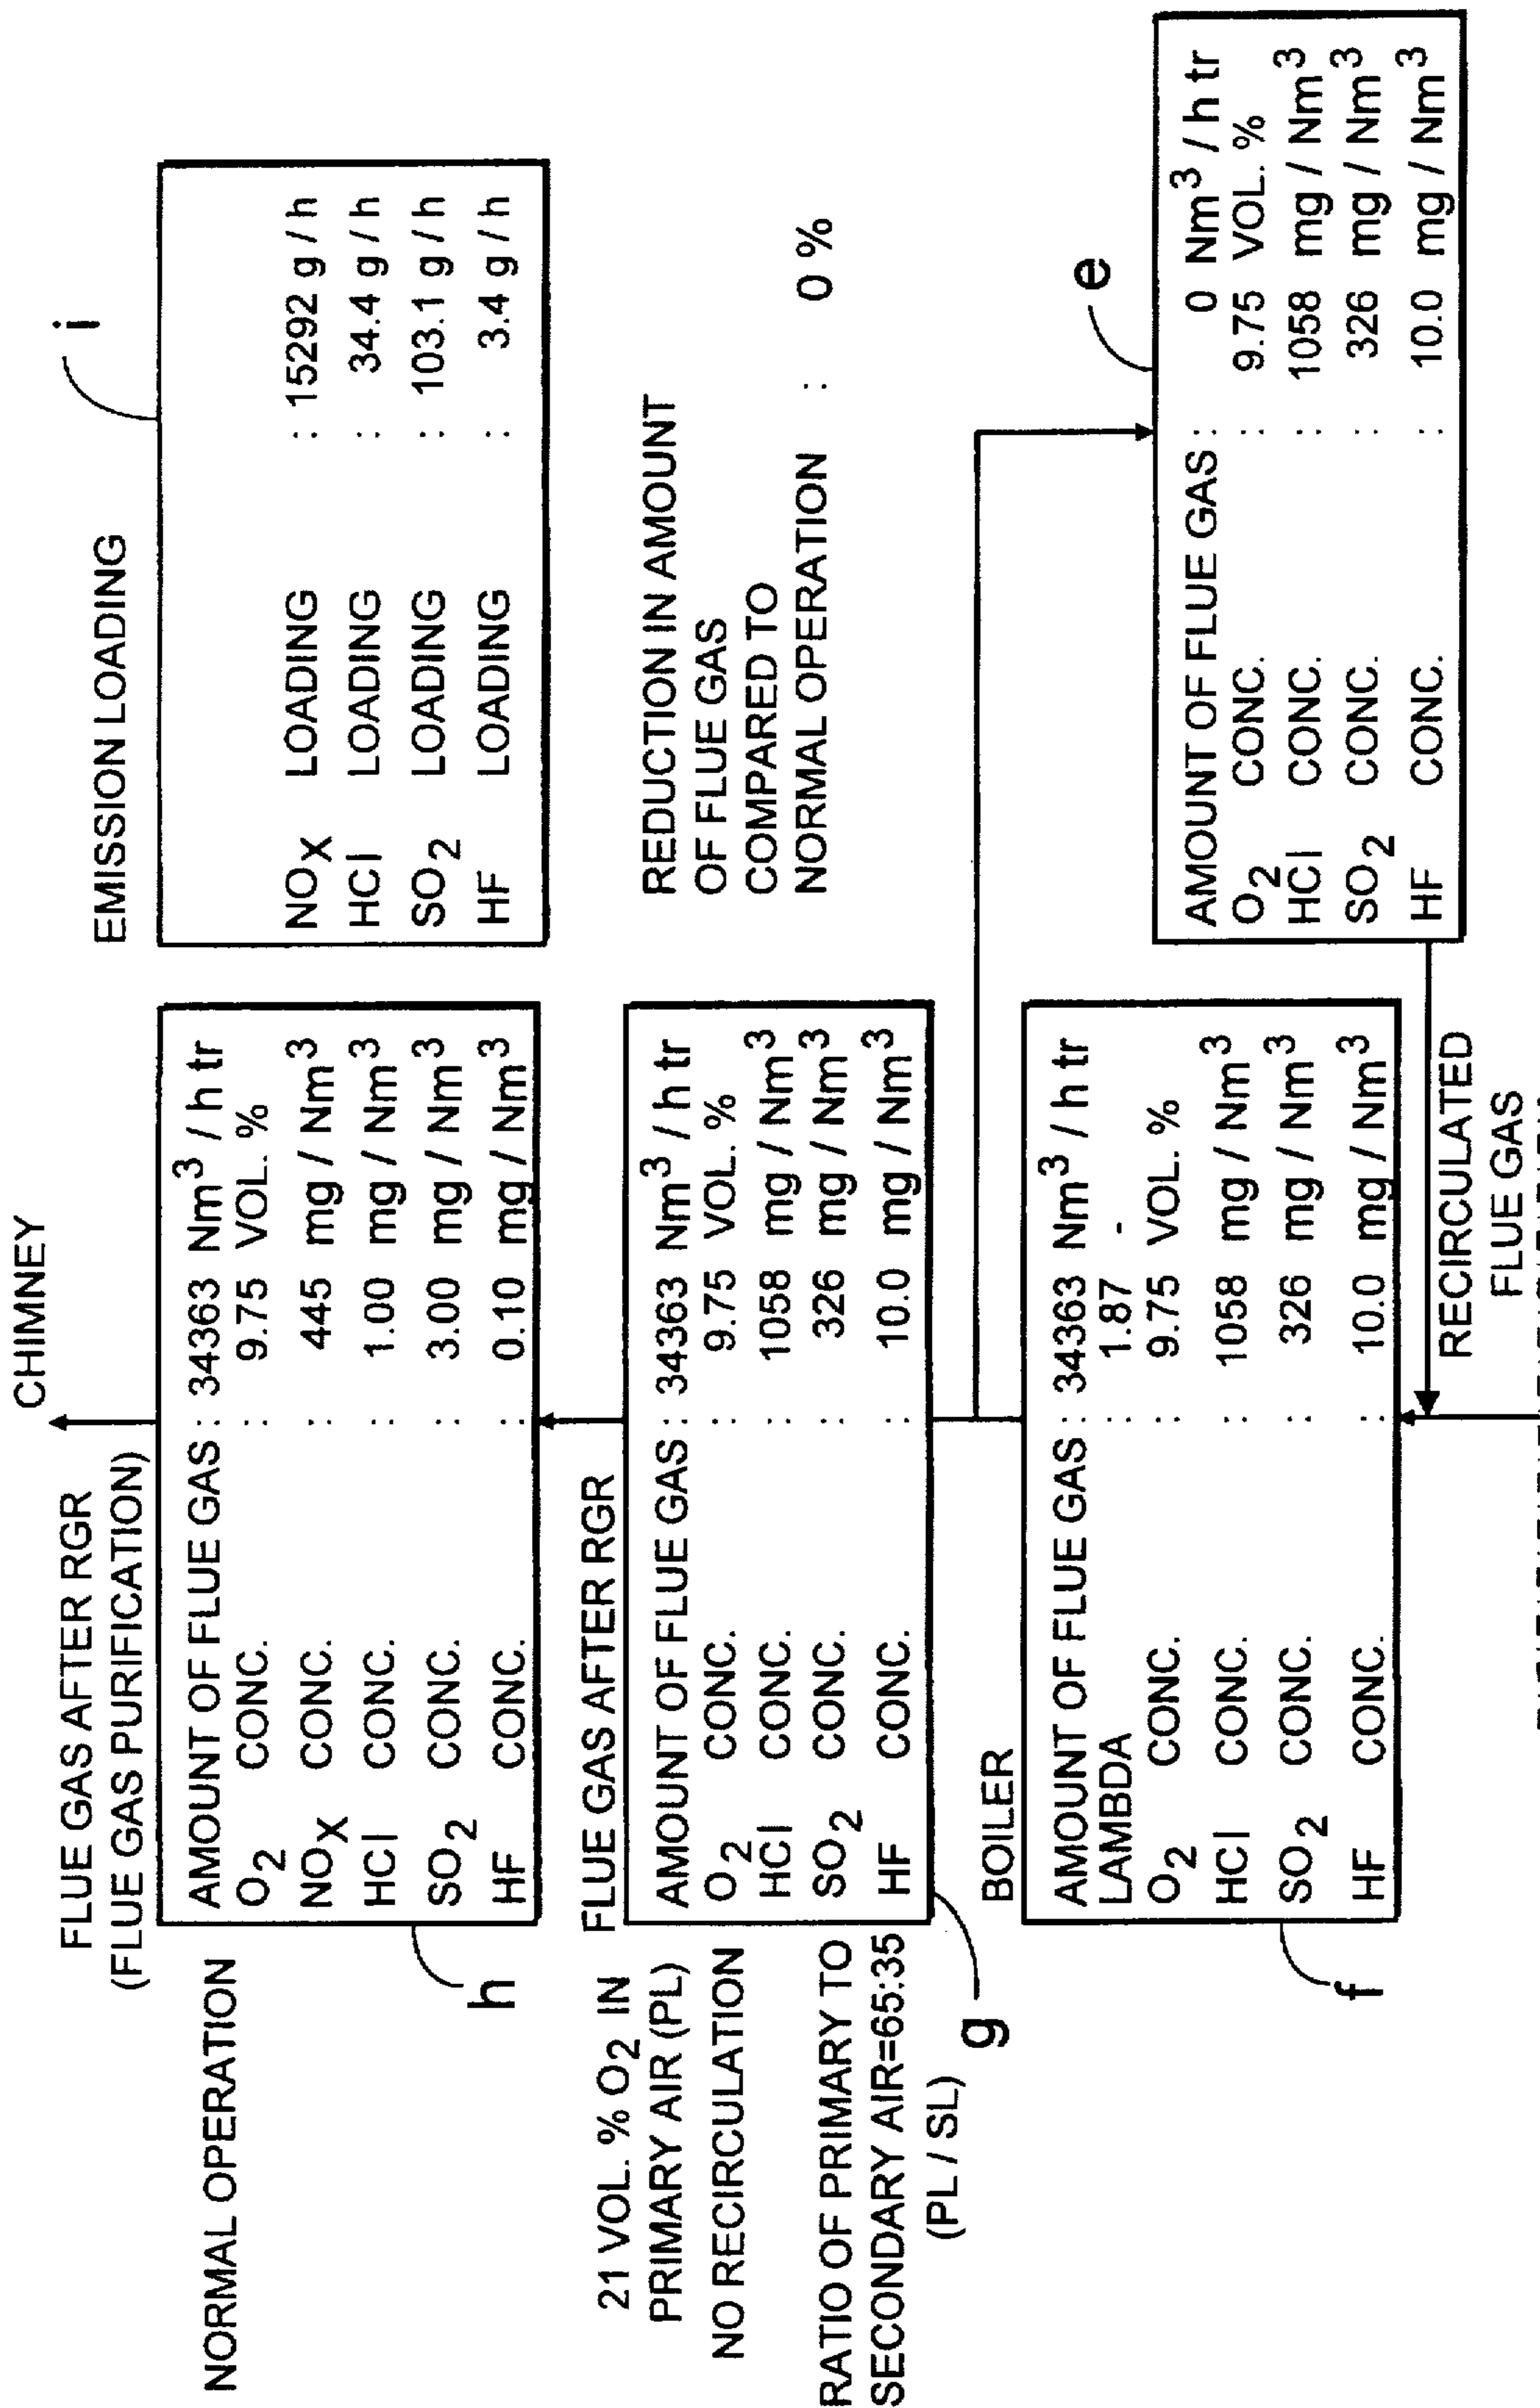 CHIMNEY
FLUE GAS AFTER RGR
(FLUE GAS PURIFICATION)
NORMAL OPERATION
AMOUNT OF FLUE GAS : 34363 Nm³ / h tr
O₂ CONC. : 9.75 VOL. %
NOₓ CONC. : 445 mg / Nm³
HCl CONC. : 1.00 mg / Nm³
SO₂ CONC. : 3.00 mg / Nm³
HF CONC. : 0.10 mg / Nm³
h
EMISSION LOADING
i
NOₓ LOADING : 15292 g / h
HCl LOADING : 34.4 g / h
SO₂ LOADING : 103.1 g / h
HF LOADING : 3.4 g / h
21 VOL. % O₂ IN
PRIMARY AIR (PL)
NO RECIRCULATION
RATIO OF PRIMARY TO
SECONDARY AIR=65:35
(PL / SL)
FLUE GAS AFTER RGR
AMOUNT OF FLUE GAS : 34363 Nm³ / h tr
O₂ CONC. : 9.75 VOL. %
HCl CONC. : 1058 mg / Nm³
SO₂ CONC. : 326 mg / Nm³
HF CONC. : 10.0 mg / Nm³
g
REDUCTION IN AMOUNT
OF FLUE GAS
COMPARED TO
NORMAL OPERATION : 0 %
BOILER
AMOUNT OF FLUE GAS : 34363 Nm³ / h tr
LAMBDA : 1.87 -
O₂ CONC. : 9.75 VOL. %
HCl CONC. : 1058 mg / Nm³
SO₂ CONC. : 326 mg / Nm³
HF CONC. : 10.0 mg / Nm³
f
e
AMOUNT OF FLUE GAS : 0 Nm³ / h tr
O₂ CONC. : 9.75 VOL. %
HCl CONC. : 1058 mg / Nm³
SO₂ CONC. : 326 mg / Nm³
HF CONC. : 10.0 mg / Nm³
RECIRCULATED
FLUE GAS